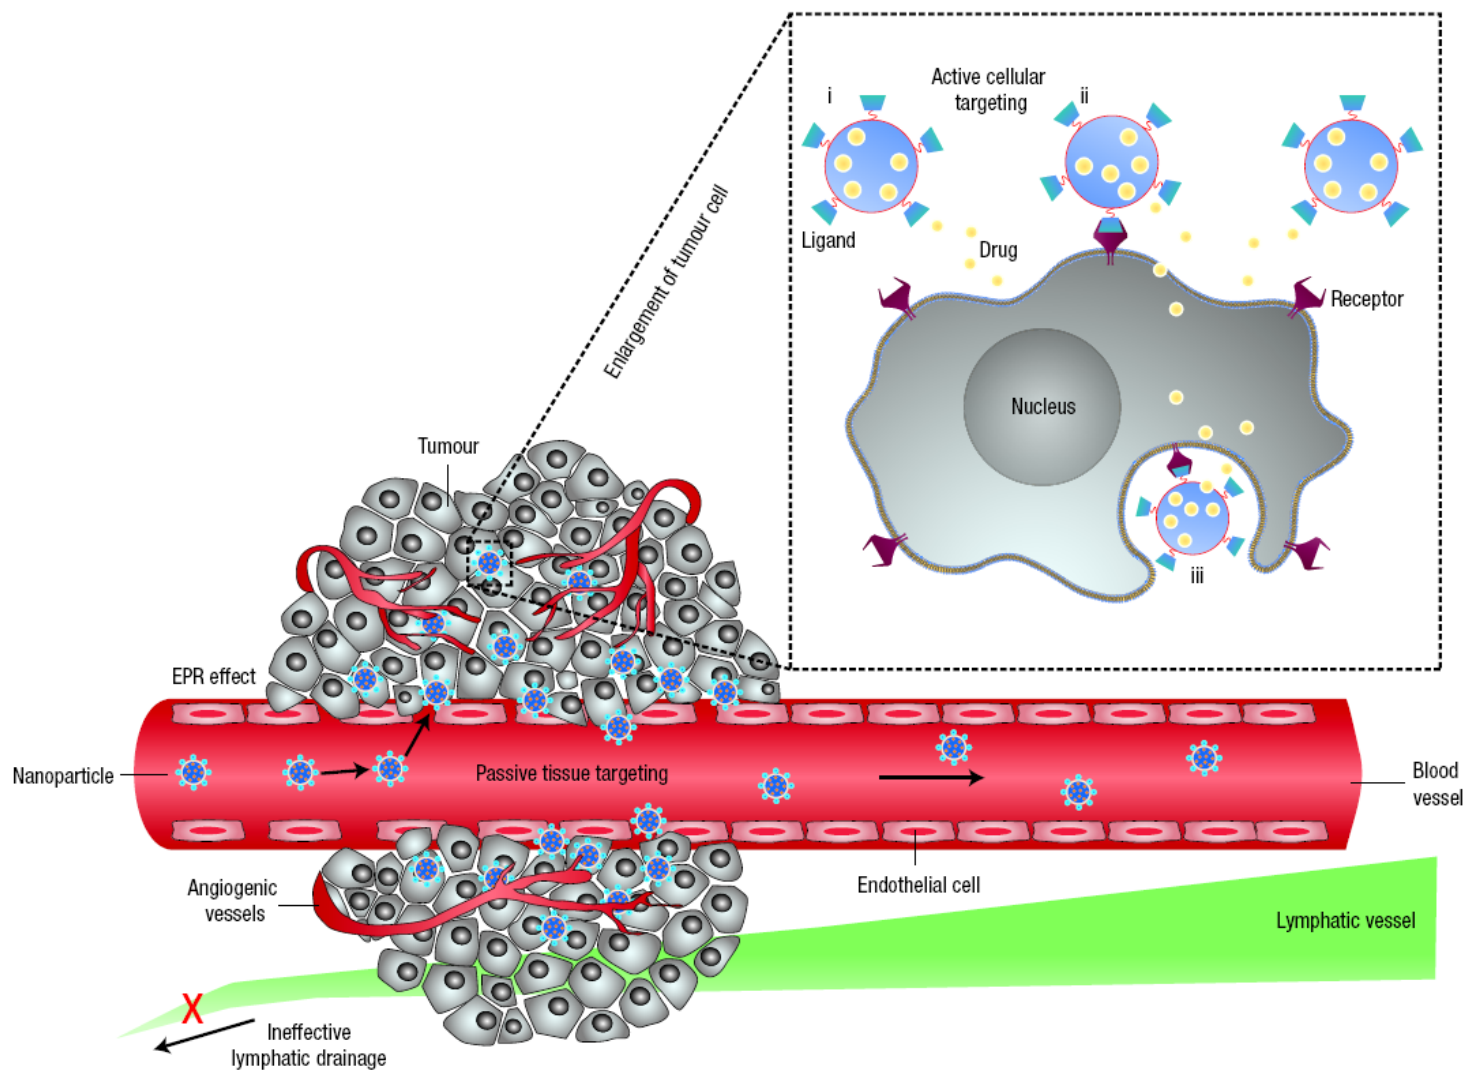 Active cellular
targeting
i
ii
Ligand
Drug
Receptor
Nucleus
iii
Enlargement of tumour cell
Tumour
EPR effect
Nanoparticle
Passive tissue targeting
Blood
vessel
Angiogenic
vessels
Endothelial cell
Lymphatic vessel
X
Ineffective
lymphatic drainage